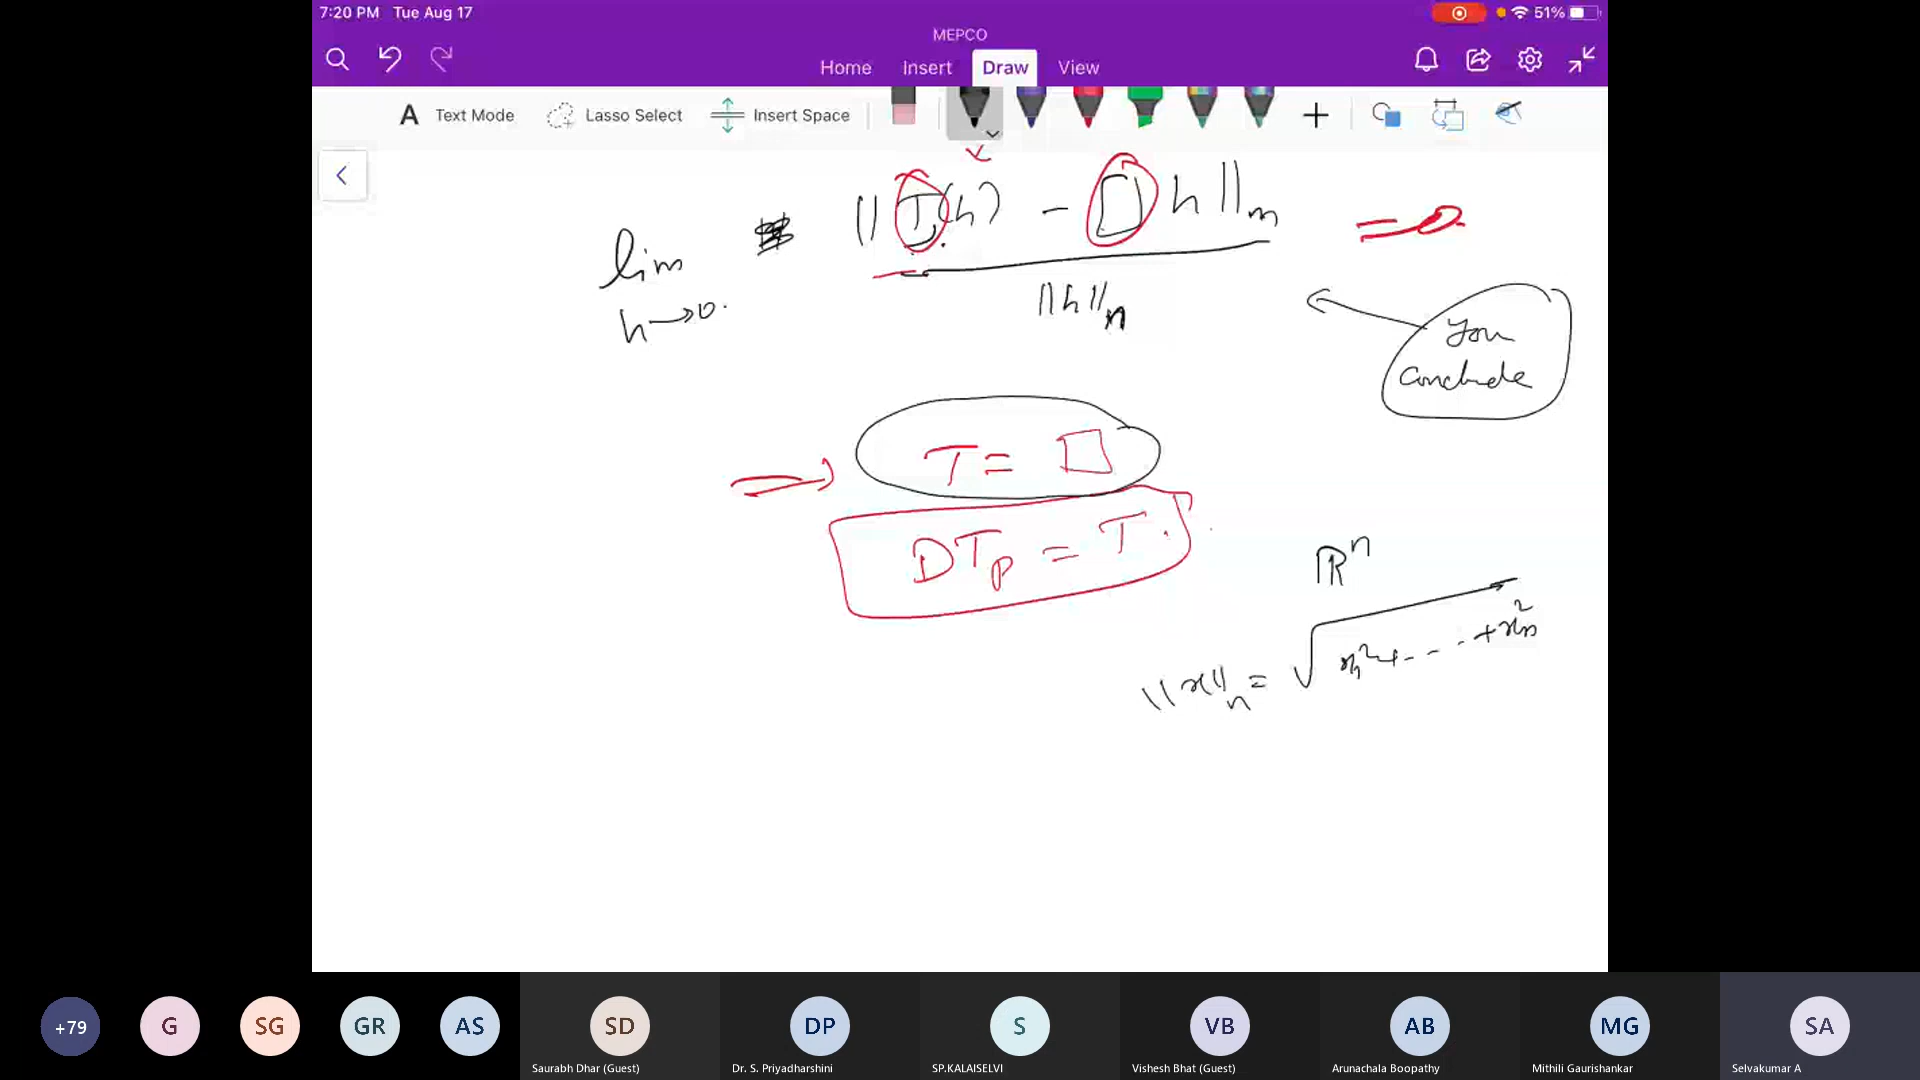 7:20 PM Tue Aug 17 51%
MEPCO
Home Insert Draw View
A Text Mode Lasso Select Insert Space
lim h→0 ||T(h) - □h||m / ||h||n = 0
You
conclude
T = □
DTp = T.
ℝ^n
||x||n = √x1² + ... + xn²
+79 G SG GR AS SD DP S VB AB MG SA
Saurabh Dhar (Guest) Dr. S. Priyadharshini SP.KALAISELVI Vishesh Bhat (Guest) Arunachala Boopathy Mithili Gaurishankar Selvakumar A